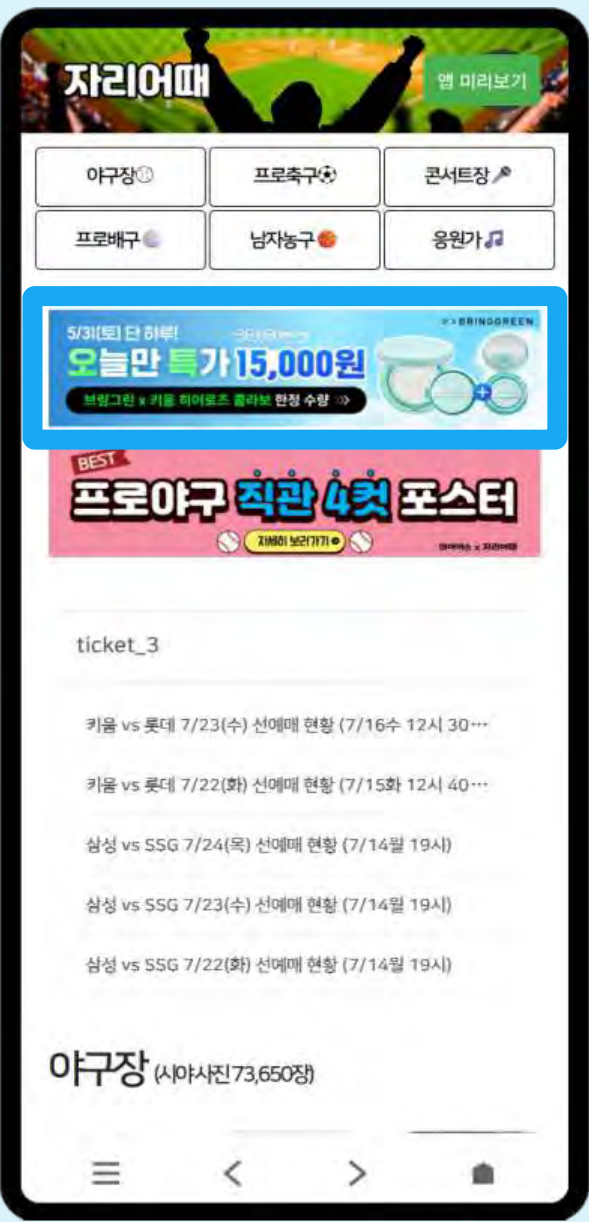 자리어때
앱 미리보기
야구장⚾
프로축구⚽
콘서트장🎤
프로배구🏐
남자농구🏀
응원가🎵
BRINGGREEN
5/31(토) 단 하루!
오늘만 특가 15,000원
브링그린 x 키움 히어로즈 콜라보 한정 수량 >>
BEST
프로야구 직관 4컷 포스터
자세히 보러가기
x 자리어때
ticket_3
키움 vs 롯데 7/23(수) 선예매 현황 (7/16수 12시 30…
키움 vs 롯데 7/22(화) 선예매 현황 (7/15화 12시 40…
삼성 vs SSG 7/24(목) 선예매 현황 (7/14월 19시)
삼성 vs SSG 7/23(수) 선예매 현황 (7/14월 19시)
삼성 vs SSG 7/22(화) 선예매 현황 (7/14월 19시)
야구장 (시야사진 73,650장)